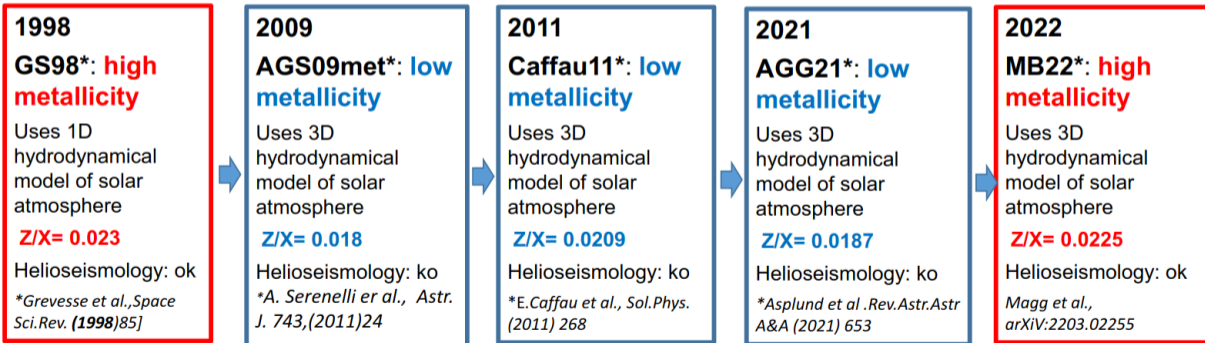 1998
GS98*: high
metallicity
Uses 1D
hydrodynamical
model of solar
atmosphere
Z/X= 0.023
Helioseismology: ok
*Grevesse et al.,Space
Sci.Rev. (1998)85]
2009
AGS09met*: low
metallicity
Uses 3D
hydrodynamical
model of solar
atmosphere
Z/X= 0.018
Helioseismology: ko
*A. Serenelli er al., Astr.
J. 743,(2011)24
2011
Caffau11*: low
metallicity
Uses 3D
hydrodynamical
model of solar
atmosphere
Z/X= 0.0209
Helioseismology: ko
*E.Caffau et al., Sol.Phys.
(2011) 268
2021
AGG21*: low
metallicity
Uses 3D
hydrodynamical
model of solar
atmosphere
Z/X= 0.0187
Helioseismology: ko
*Asplund et al .Rev.Astr.Astr
A&A (2021) 653
2022
MB22*: high
metallicity
Uses 3D
hydrodynamical
model of solar
atmosphere
Z/X= 0.0225
Helioseismology: ok
Magg et al.,
arXiV:2203.02255